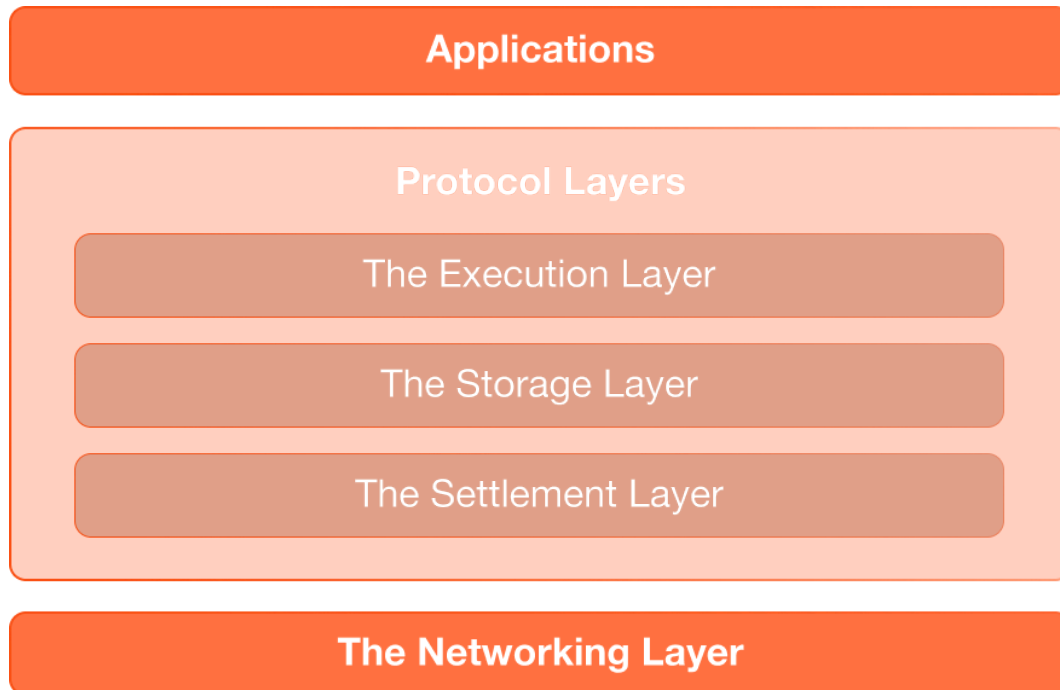 Applications
Protocol Layers
The Execution Layer
The Storage Layer
The Settlement Layer
The Networking Layer